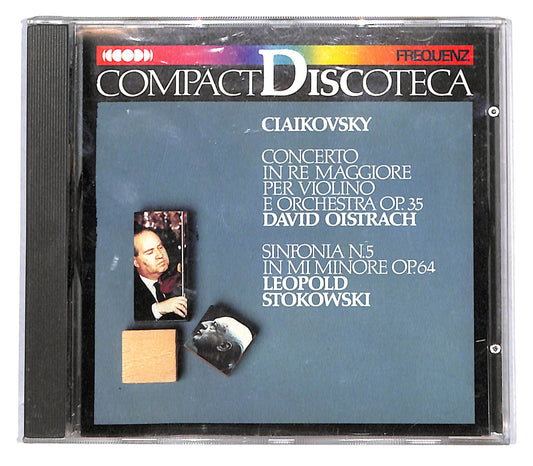 FREQUENZ
COMPACT DISCOTECA
CIAIKOVSKY
CONCERTO
IN RE MAGGIORE
PER VIOLINO
E ORCHESTRA OP. 35
DAVID OISTRACH
SINFONIA N.5
IN MI MINORE OP.64
LEOPOLD
STOKOWSKI